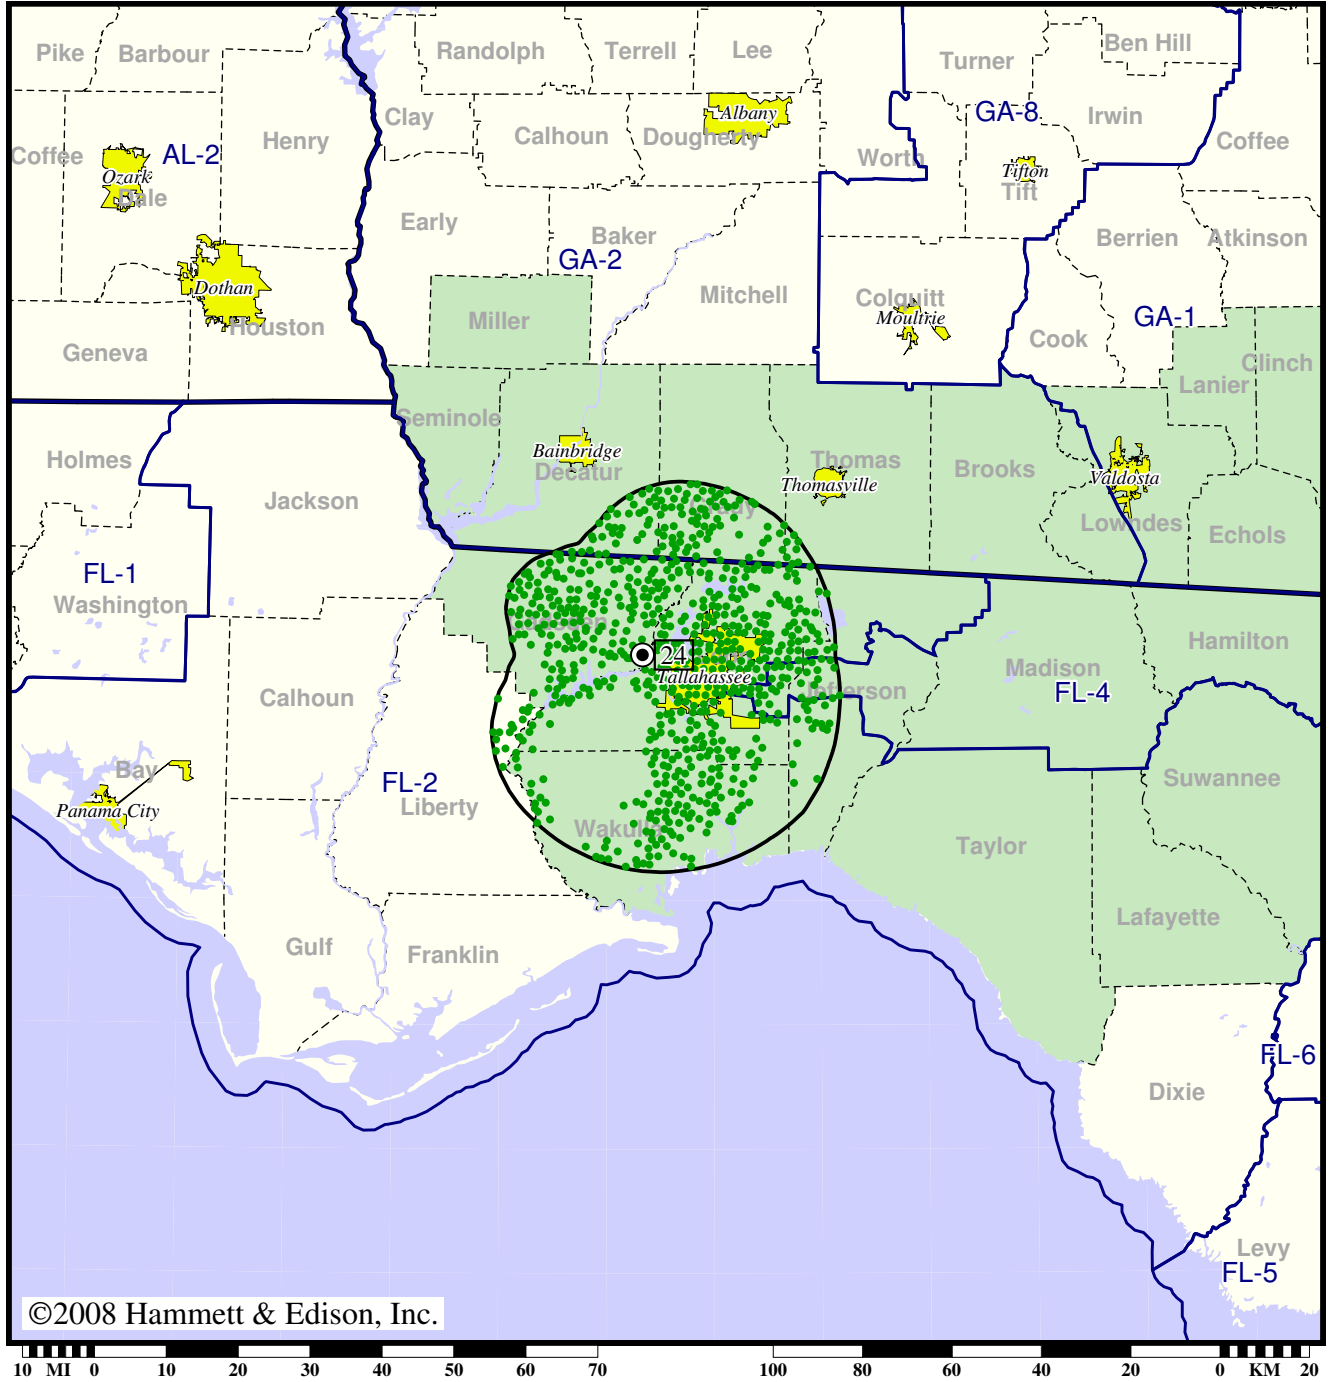 Pike
Barbour
Randolph
Terrell
Lee
Turner
Ben Hill
Clay
Calhoun
Dougherty
Albany
GA-8
Irwin
Coffee
Henry
Coffee
AL-2
Ozark
Dale
Worth
Tifton
Tift
Early
Baker
GA-2
Berrien
Atkinson
Dothan
Houston
Mitchell
Colquitt
Moultrie
GA-1
Geneva
Miller
Cook
Clinch
Lanier
Seminole
Holmes
Bainbridge
Decatur
Thomas
Thomasville
Brooks
Valdosta
Jackson
Grady
Lowndes
Echols
FL-1
Washington
Gadsden
Hamilton
24
Tallahassee
Madison
FL-4
Calhoun
Jefferson
Bay
FL-2
Liberty
Suwannee
Panama City
Wakulla
Taylor
Lafayette
Gulf
Franklin
FL-6
Dixie
Levy
FL-5
©2008 Hammett & Edison, Inc.
10 MI 0 10 20 30 40 50 60 70 100 80 60 40 20 0 KM 20